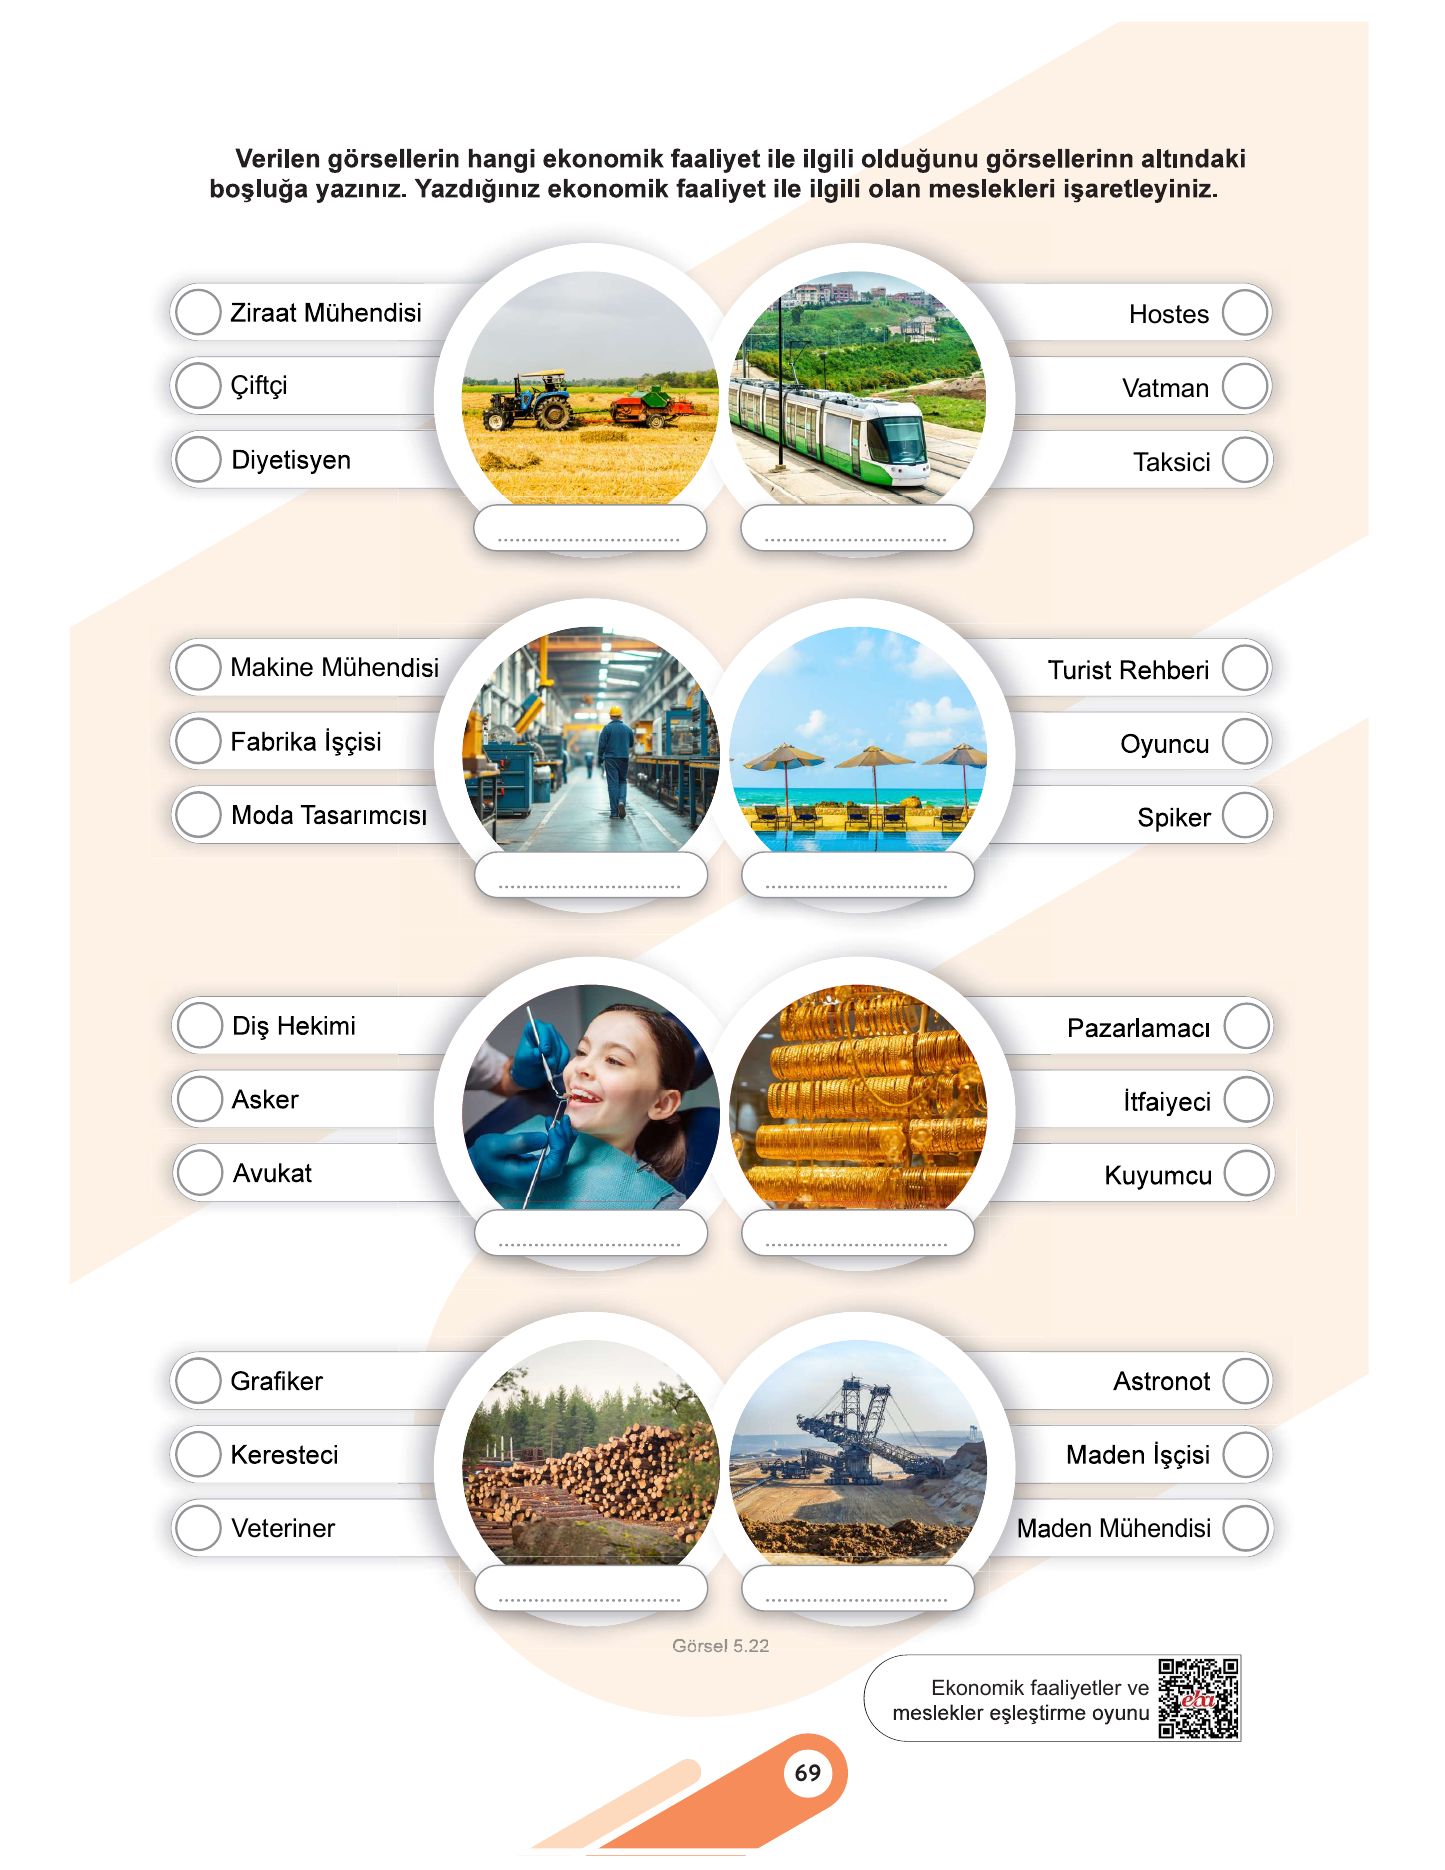 Verilen görsellerin hangi ekonomik faaliyet ile ilgili olduğunu görsellerinn altındaki
boşluğa yazınız. Yazdığınız ekonomik faaliyet ile ilgili olan meslekleri işaretleyiniz.
Ziraat Mühendisi
Çiftçi
Diyetisyen
Hostes
Vatman
Taksici
...............................
...............................
Makine Mühendisi
Fabrika İşçisi
Moda Tasarımcısı
Turist Rehberi
Oyuncu
Spiker
...............................
...............................
Diş Hekimi
Asker
Avukat
Pazarlamacı
İtfaiyeci
Kuyumcu
...............................
...............................
Grafiker
Keresteci
Veteriner
Astronot
Maden İşçisi
Maden Mühendisi
...............................
...............................
Görsel 5.22
Ekonomik faaliyetler ve
meslekler eşleştirme oyunu
eba
69